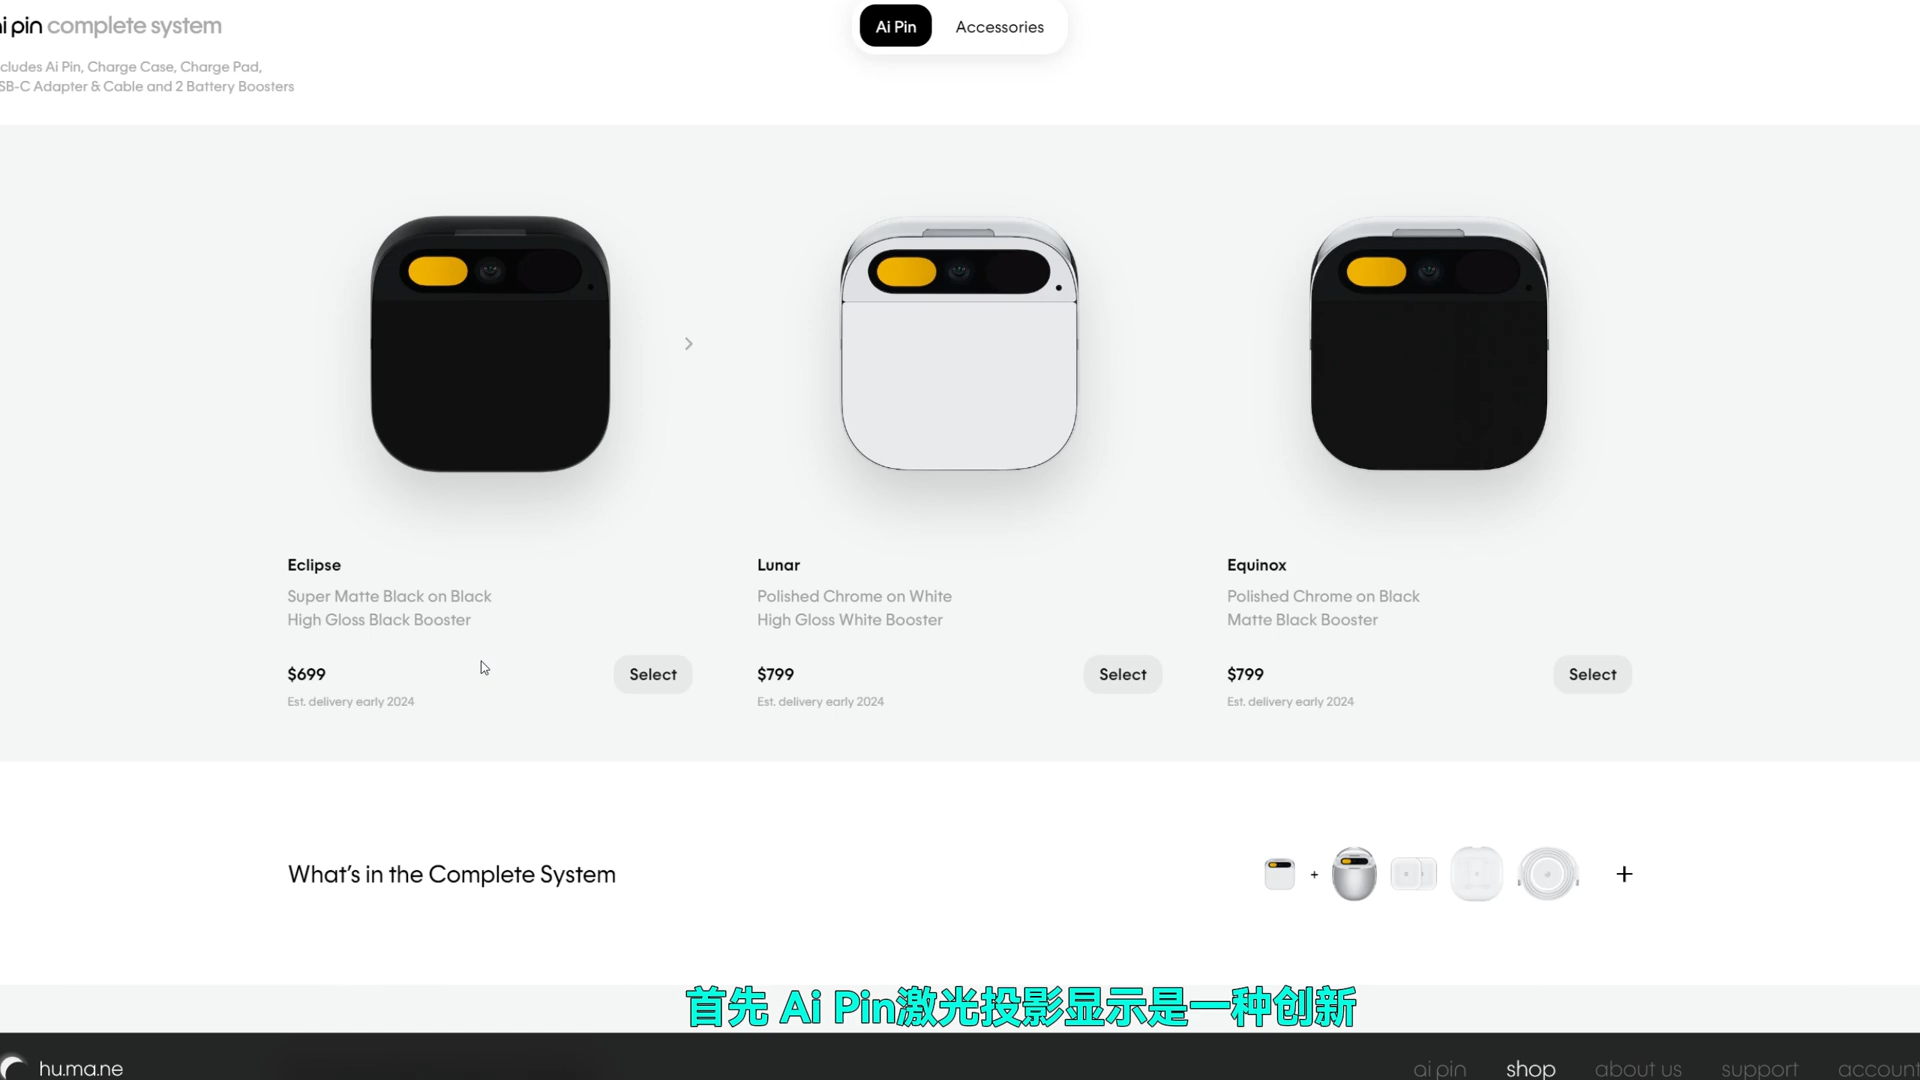 ai pin complete system
Ai Pin
Accessories
cludes Ai Pin, Charge Case, Charge Pad,
SB-C Adapter & Cable and 2 Battery Boosters
Eclipse
Super Matte Black on Black
High Gloss Black Booster
$699
Select
Est. delivery early 2024
Lunar
Polished Chrome on White
High Gloss White Booster
$799
Select
Est. delivery early 2024
Equinox
Polished Chrome on Black
Matte Black Booster
$799
Select
Est. delivery early 2024
What's in the Complete System
首先 Ai Pin激光投影显示是一种创新
hu.ma.ne
ai pin
shop
about us
support
account